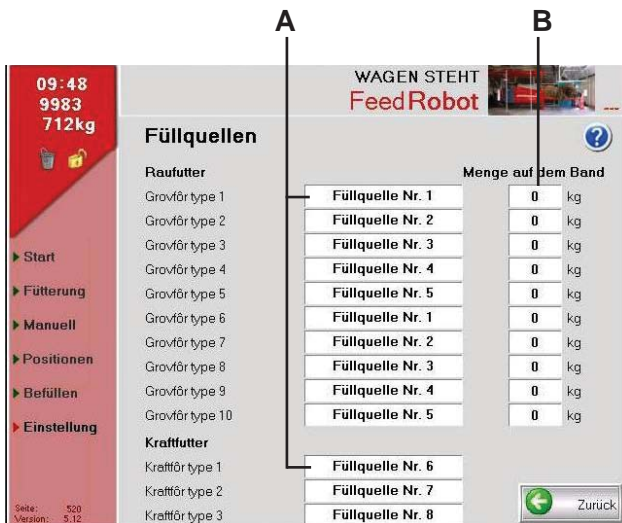 A B
09:48
9983
712kg
WAGEN STEHT
FeedRobot
Füllquellen
Raufutter Menge auf dem Band
Grovfôr type 1 Füllquelle Nr. 1 0 kg
Grovfôr type 2 Füllquelle Nr. 2 0 kg
Grovfôr type 3 Füllquelle Nr. 3 0 kg
Grovfôr type 4 Füllquelle Nr. 4 0 kg
Grovfôr type 5 Füllquelle Nr. 5 0 kg
Grovfôr type 6 Füllquelle Nr. 1 0 kg
Grovfôr type 7 Füllquelle Nr. 2 0 kg
Grovfôr type 8 Füllquelle Nr. 3 0 kg
Grovfôr type 9 Füllquelle Nr. 4 0 kg
Grovfôr type 10 Füllquelle Nr. 5 0 kg
Kraftfutter
Kraftfôr type 1 Füllquelle Nr. 6
Kraftfôr type 2 Füllquelle Nr. 7
Kraftfôr type 3 Füllquelle Nr. 8
Start
Fütterung
Manuell
Positionen
Befüllen
Einstellung
Seite: 520
Version: 5.12
Zurück